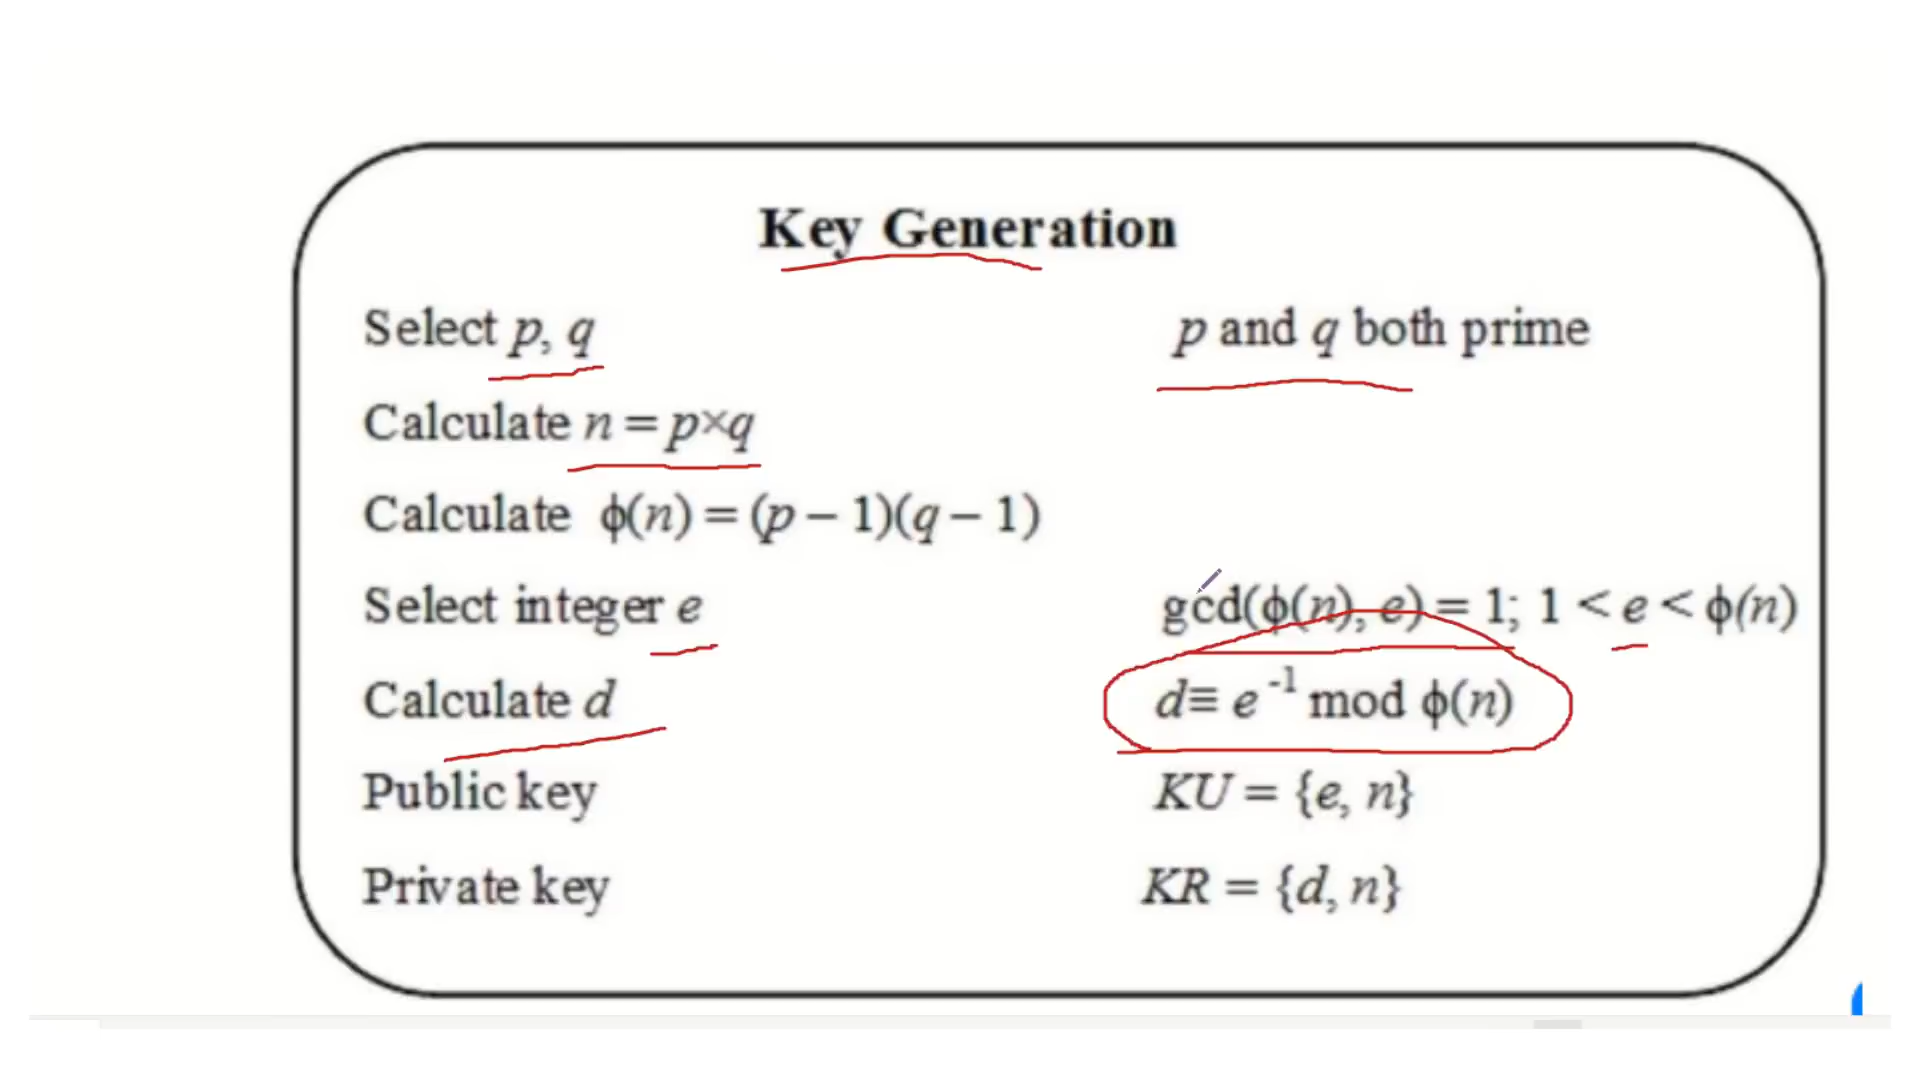 Key Generation
Select p, q p and q both prime
Calculate n = p×q
Calculate ϕ(n) = (p – 1)(q – 1)
Select integer e gcd(ϕ(n), e) = 1; 1 < e < ϕ(n)
Calculate d d≡ e⁻¹ mod ϕ(n)
Public key KU = {e, n}
Private key KR = {d, n}